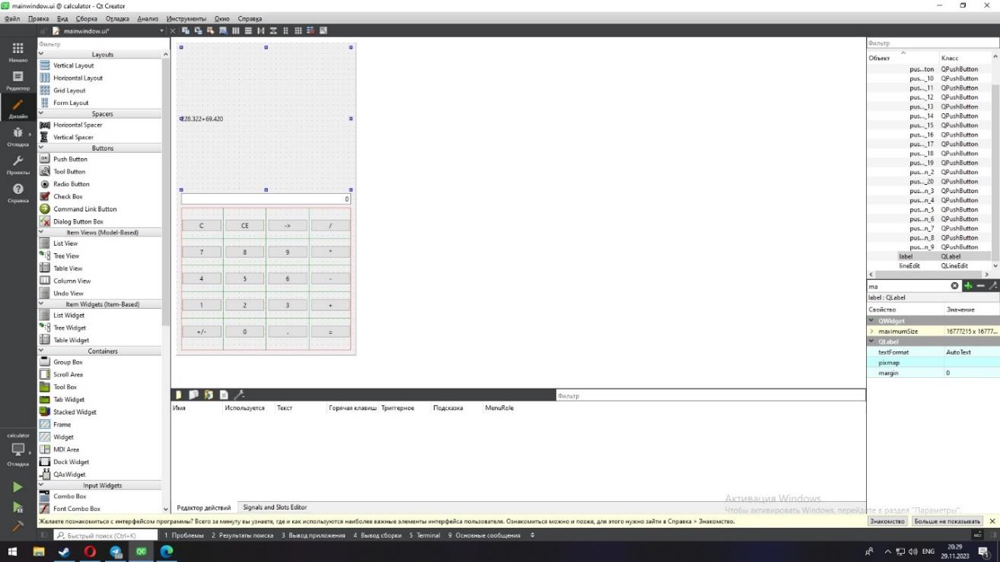 mainwindow.ui @ calculator - Qt Creator
Файл Правка Вид Сборка Отладка Анализ Инструменты Окно Справка
mainwindow.ui*
Начало
Редактор
Дизайн
Отладка
Проекты
Справка
calculator
Отладка
Фильтр
Layouts
Vertical Layout
Horizontal Layout
Grid Layout
Form Layout
Spacers
Horizontal Spacer
Vertical Spacer
Buttons
Push Button
Tool Button
Radio Button
Check Box
Command Link Button
Dialog Button Box
Item Views (Model-Based)
List View
Tree View
Table View
Column View
Undo View
Item Widgets (Item-Based)
List Widget
Tree Widget
Table Widget
Containers
Group Box
Scroll Area
Tool Box
Tab Widget
Stacked Widget
Frame
Widget
MDI Area
Dock Widget
QAxWidget
Input Widgets
Combo Box
Font Combo Box
228.322+69.420
0
C CE -> /
7 8 9 *
4 5 6 -
1 2 3 +
+/- 0 . =
Фильтр
Имя Используется Текст Горячая клавиш Триггерное Подсказка MenuRole
Редактор действий Signals and Slots Editor
Фильтр
Объект Класс
pus...ton QPushButton
pus..._10 QPushButton
pus..._11 QPushButton
pus..._12 QPushButton
pus..._13 QPushButton
pus..._14 QPushButton
pus..._15 QPushButton
pus..._16 QPushButton
pus..._17 QPushButton
pus..._18 QPushButton
pus..._19 QPushButton
pus...n_2 QPushButton
pus..._20 QPushButton
pus...n_3 QPushButton
pus...n_4 QPushButton
pus...n_5 QPushButton
pus...n_6 QPushButton
pus...n_7 QPushButton
pus...n_8 QPushButton
pus...n_9 QPushButton
label QLabel
lineEdit QLineEdit
ma
label : QLabel
Свойство Значение
QWidget
maximumSize 16777215 x 16777...
QLabel
textFormat AutoText
pixmap
margin 0
Активация Windows
Чтобы активировать Windows, перейдите в раздел "Параметры".
Желаете познакомиться с интерфейсом программы? Всего за минуту вы узнаете, где и как используются наиболее важные элементы интерфейса пользователя. Ознакомиться можно и позже, для этого нужно зайти в Справка > Знакомство.
Знакомство Больше не показывать
Быстрый поиск (Ctrl+K) 1 Проблемы 2 Результаты поиска 3 Вывод приложения 4 Вывод сборки 5 Terminal 9 Основные сообщения
ENG
20:29
29.11.2023